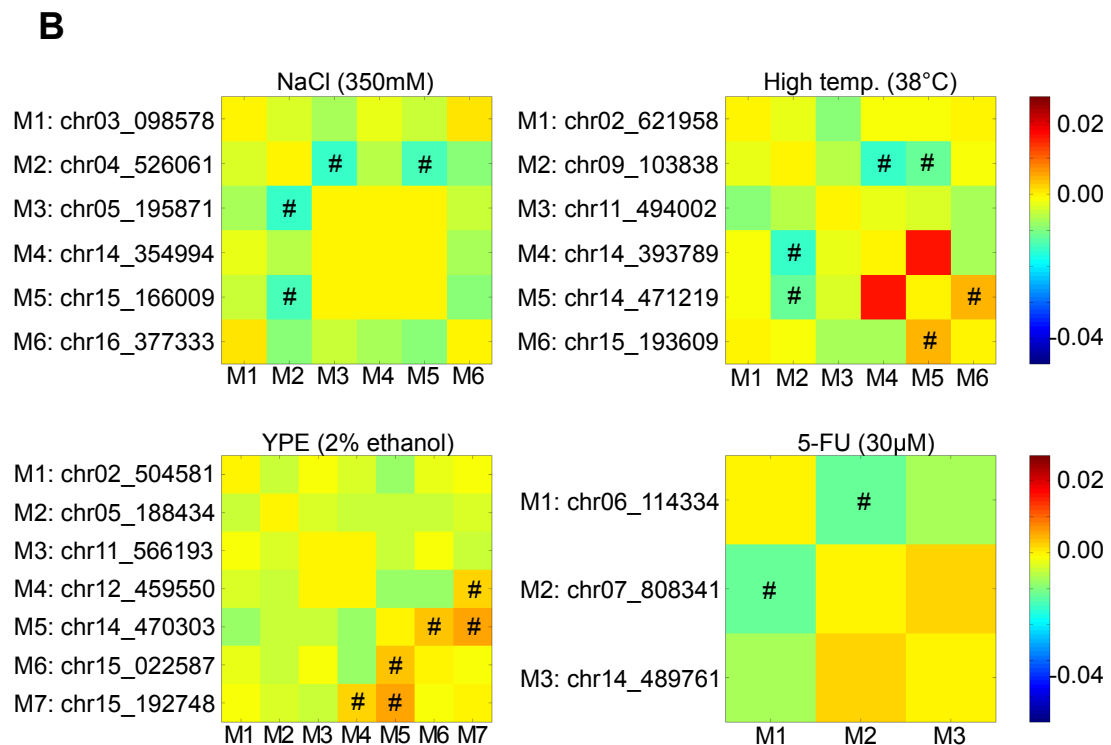 B
NaCl (350mM)
M1: chr03_098578
M2: chr04_526061 # #
M3: chr05_195871 #
M4: chr14_354994
M5: chr15_166009 #
M6: chr16_377333
M1 M2 M3 M4 M5 M6
High temp. (38°C)
M1: chr02_621958
M2: chr09_103838 # #
M3: chr11_494002
M4: chr14_393789 #
M5: chr14_471219 # #
M6: chr15_193609 #
M1 M2 M3 M4 M5 M6
0.02
0.00
-0.04
YPE (2% ethanol)
M1: chr02_504581
M2: chr05_188434
M3: chr11_566193
M4: chr12_459550 #
M5: chr14_470303 # #
M6: chr15_022587 #
M7: chr15_192748 # #
M1 M2 M3 M4 M5 M6 M7
5-FU (30µM)
M1: chr06_114334 #
M2: chr07_808341 #
M3: chr14_489761
M1 M2 M3
0.02
0.00
-0.04